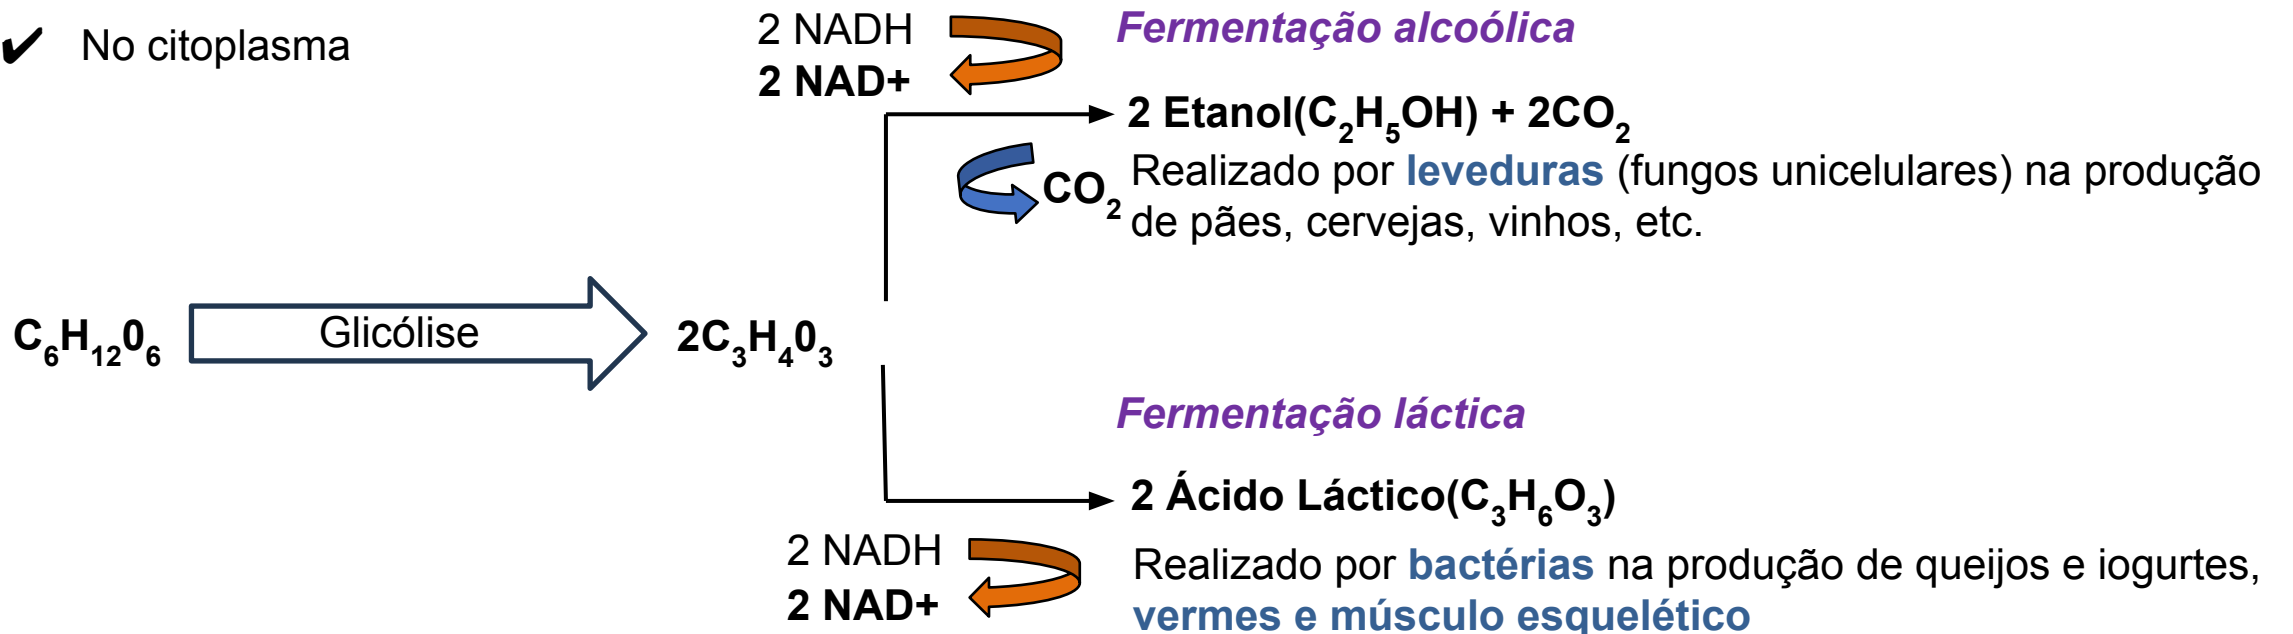 ✔ No citoplasma
2 NADH
2 NAD+
Fermentação alcoólica
2 Etanol(C₂H₅OH) + 2CO₂
CO₂
Realizado por leveduras (fungos unicelulares) na produção
de pães, cervejas, vinhos, etc.
C₆H₁₂0₆
Glicólise
2C₃H₄0₃
Fermentação láctica
2 Ácido Láctico(C₃H₆O₃)
2 NADH
2 NAD+
Realizado por bactérias na produção de queijos e iogurtes,
vermes e músculo esquelético